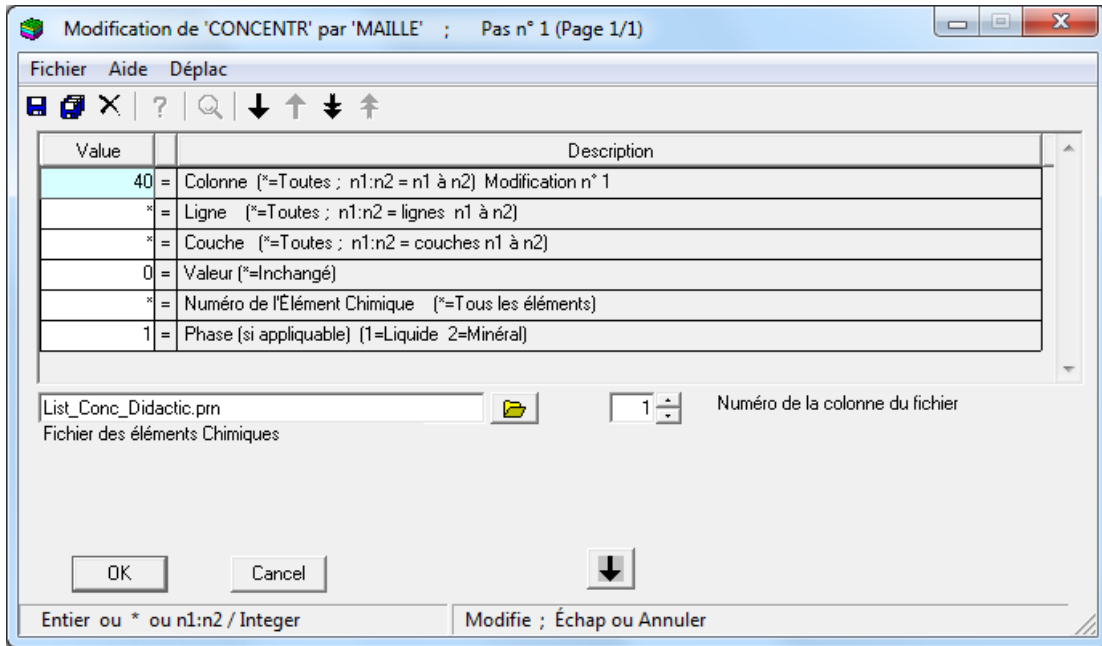 Modification de 'CONCENTR' par 'MAILLE' ; Pas n° 1 (Page 1/1)
Fichier Aide Déplac
Value Description
40 = Colonne (*=Toutes ; n1:n2 = n1 à n2) Modification n° 1
* = Ligne (*=Toutes ; n1:n2 = lignes n1 à n2)
* = Couche (*=Toutes ; n1:n2 = couches n1 à n2)
0 = Valeur (*=Inchangé)
* = Numéro de l'Élément Chimique (*=Tous les éléments)
1 = Phase (si appliquable) (1=Liquide 2=Minéral)
List_Conc_Didactic.prn 1 Numéro de la colonne du fichier
Fichier des éléments Chimiques
OK Cancel
Entier ou * ou n1:n2 / Integer Modifie ; Échap ou Annuler